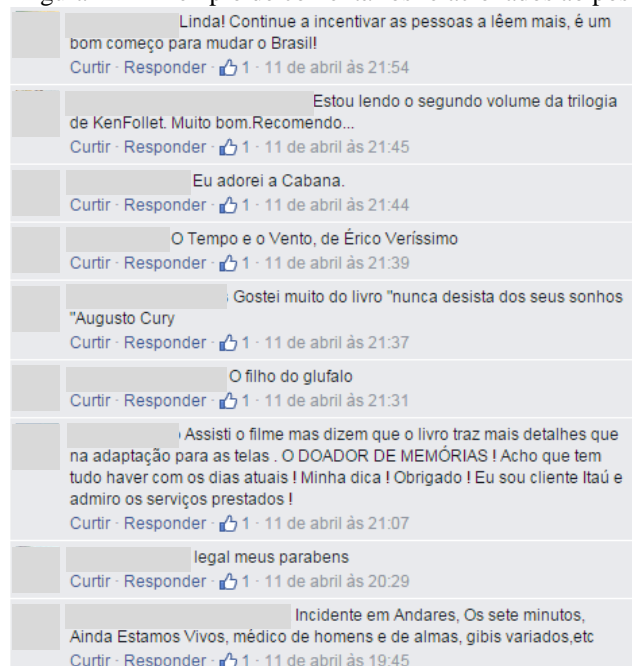 Linda! Continue a incentivar as pessoas a lêem mais, é um
bom começo para mudar o Brasil!
Curtir · Responder · 1 · 11 de abril às 21:54
Estou lendo o segundo volume da trilogia
de KenFollet. Muito bom.Recomendo...
Curtir · Responder · 1 · 11 de abril às 21:45
Eu adorei a Cabana.
Curtir · Responder · 1 · 11 de abril às 21:44
O Tempo e o Vento, de Érico Veríssimo
Curtir · Responder · 1 · 11 de abril às 21:39
Gostei muito do livro "nunca desista dos seus sonhos
"Augusto Cury
Curtir · Responder · 1 · 11 de abril às 21:37
O filho do glufalo
Curtir · Responder · 1 · 11 de abril às 21:31
Assisti o filme mas dizem que o livro traz mais detalhes que
na adaptação para as telas . O DOADOR DE MEMÓRIAS ! Acho que tem
tudo haver com os dias atuais ! Minha dica ! Obrigado ! Eu sou cliente Itaú e
admiro os serviços prestados !
Curtir · Responder · 1 · 11 de abril às 21:07
legal meus parabens
Curtir · Responder · 1 · 11 de abril às 20:29
Incidente em Andares, Os sete minutos,
Ainda Estamos Vivos, médico de homens e de almas, gibis variados,etc
Curtir · Responder · 1 · 11 de abril às 19:45